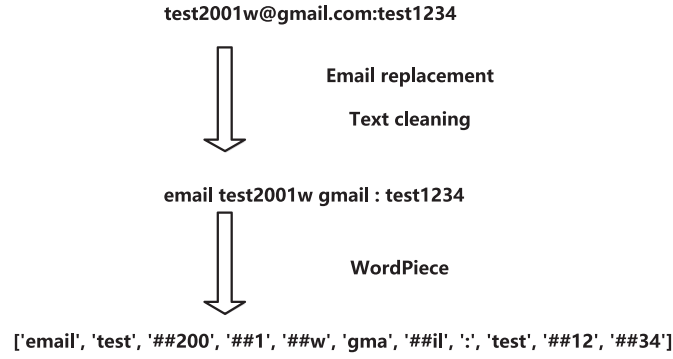 test2001w@gmail.com:test1234
Email replacement
Text cleaning
email test2001w gmail : test1234
WordPiece
['email', 'test', '##200', '##1', '##w', 'gma', '##il', ':', 'test', '##12', '##34']